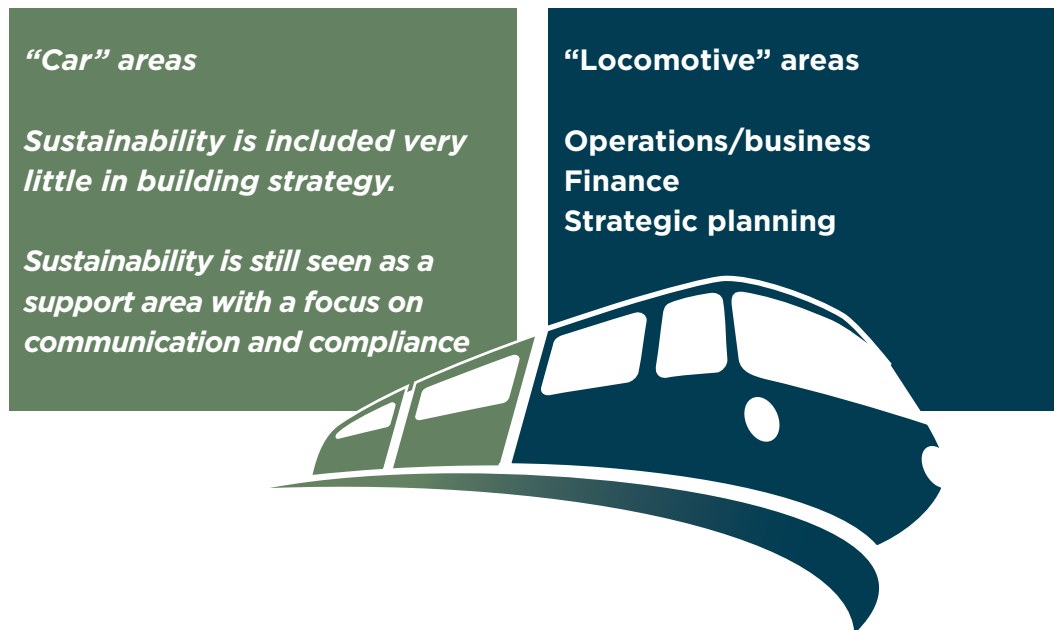 “Car” areas
Sustainability is included very
little in building strategy.
Sustainability is still seen as a
support area with a focus on
communication and compliance
“Locomotive” areas
Operations/business
Finance
Strategic planning